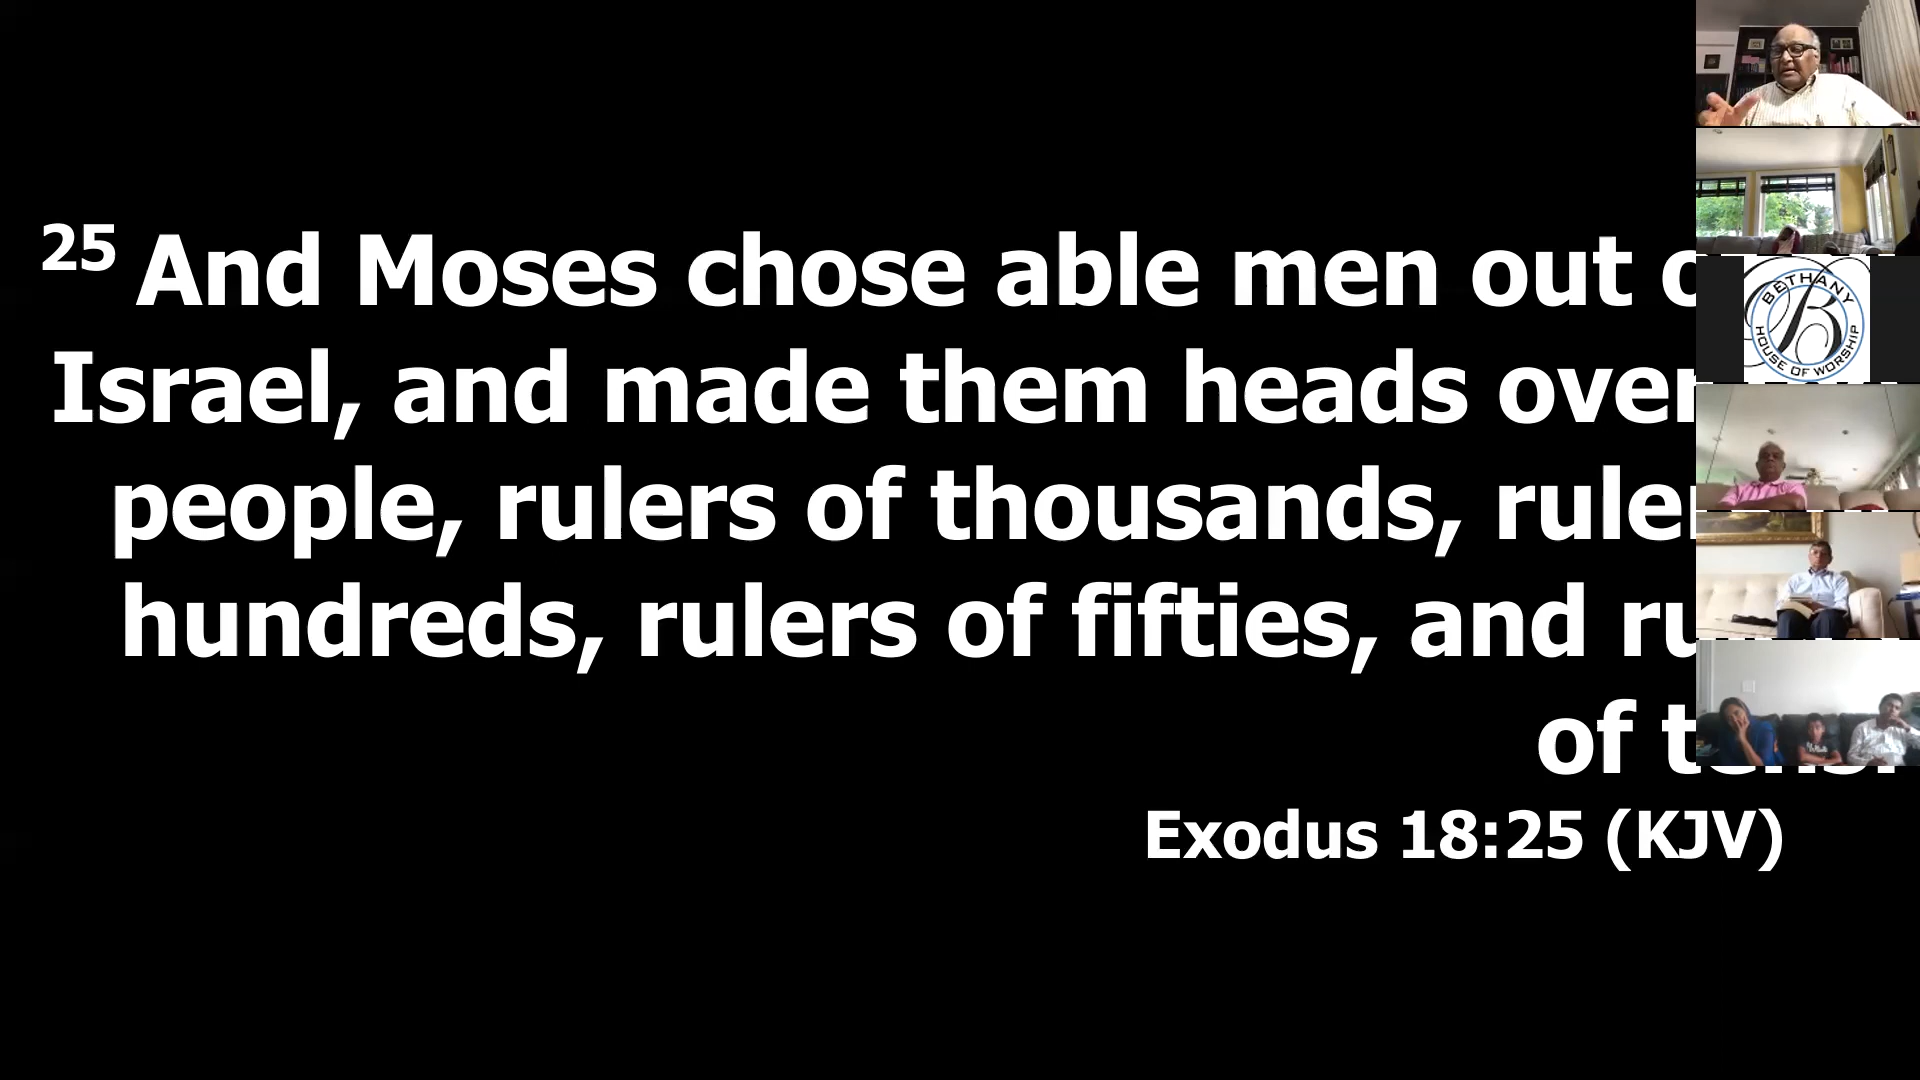 25 And Moses chose able men out
Israel, and made them heads over
people, rulers of thousands,
hundreds, rulers of fifties, and
of
Exodus 18:25 (KJV)
BETHANY
B
HOUSE OF WORSHIP